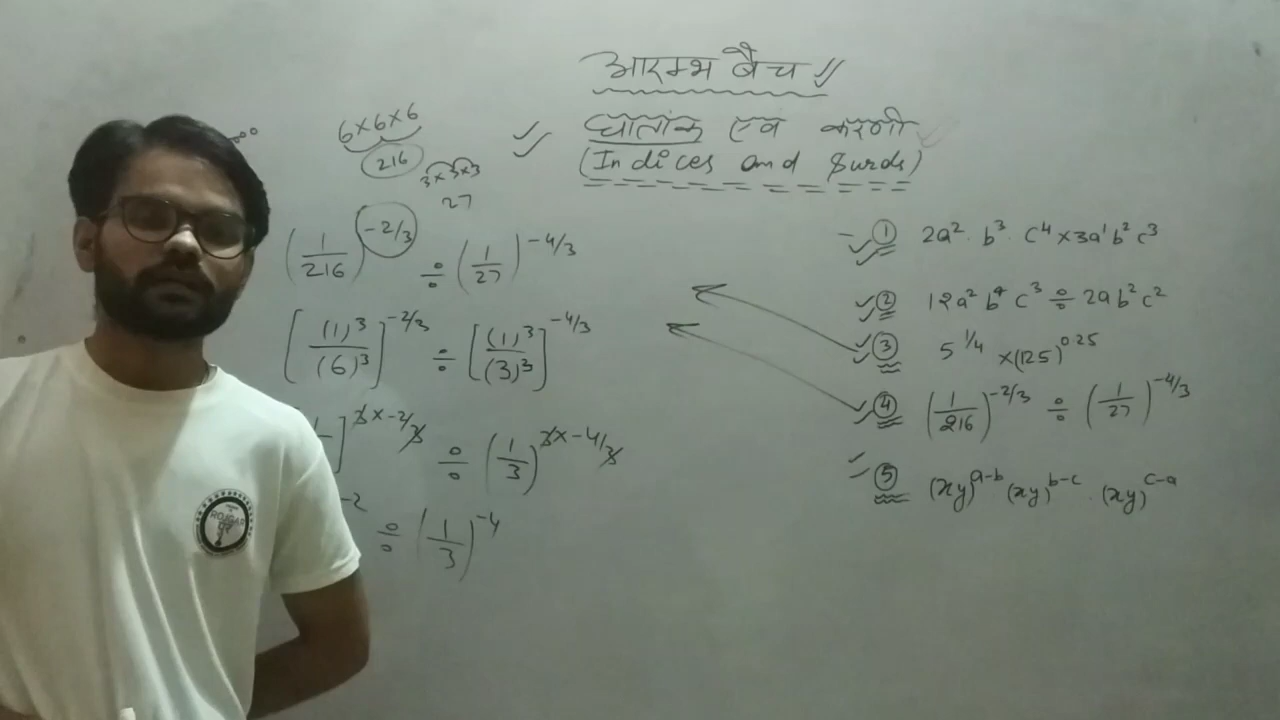 आरम्भ बैच
घातांक एवं करणी
(Indices and Surds)
6×6×6
216
3×3×3
27
(1/216)^-2/3 ÷ (1/27)^-4/3
[(1)^3/(6)^3]^-2/3 ÷ [(1)^3/(3)^3]^-4/3
]^3×-2/3 ÷ (1/3)^3×-4/3
-2 ÷ (1/3)^-4
① 2a² · b³ · c⁴ × 3a¹ b² c³
② 12a² b⁴ c³ ÷ 2a b² c²
③ 5^1/4 × (125)^0.25
④ (1/216)^-2/3 ÷ (1/27)^-4/3
⑤ (xy)^a-b (xy)^b-c · (xy)^c-a
ROJGAR